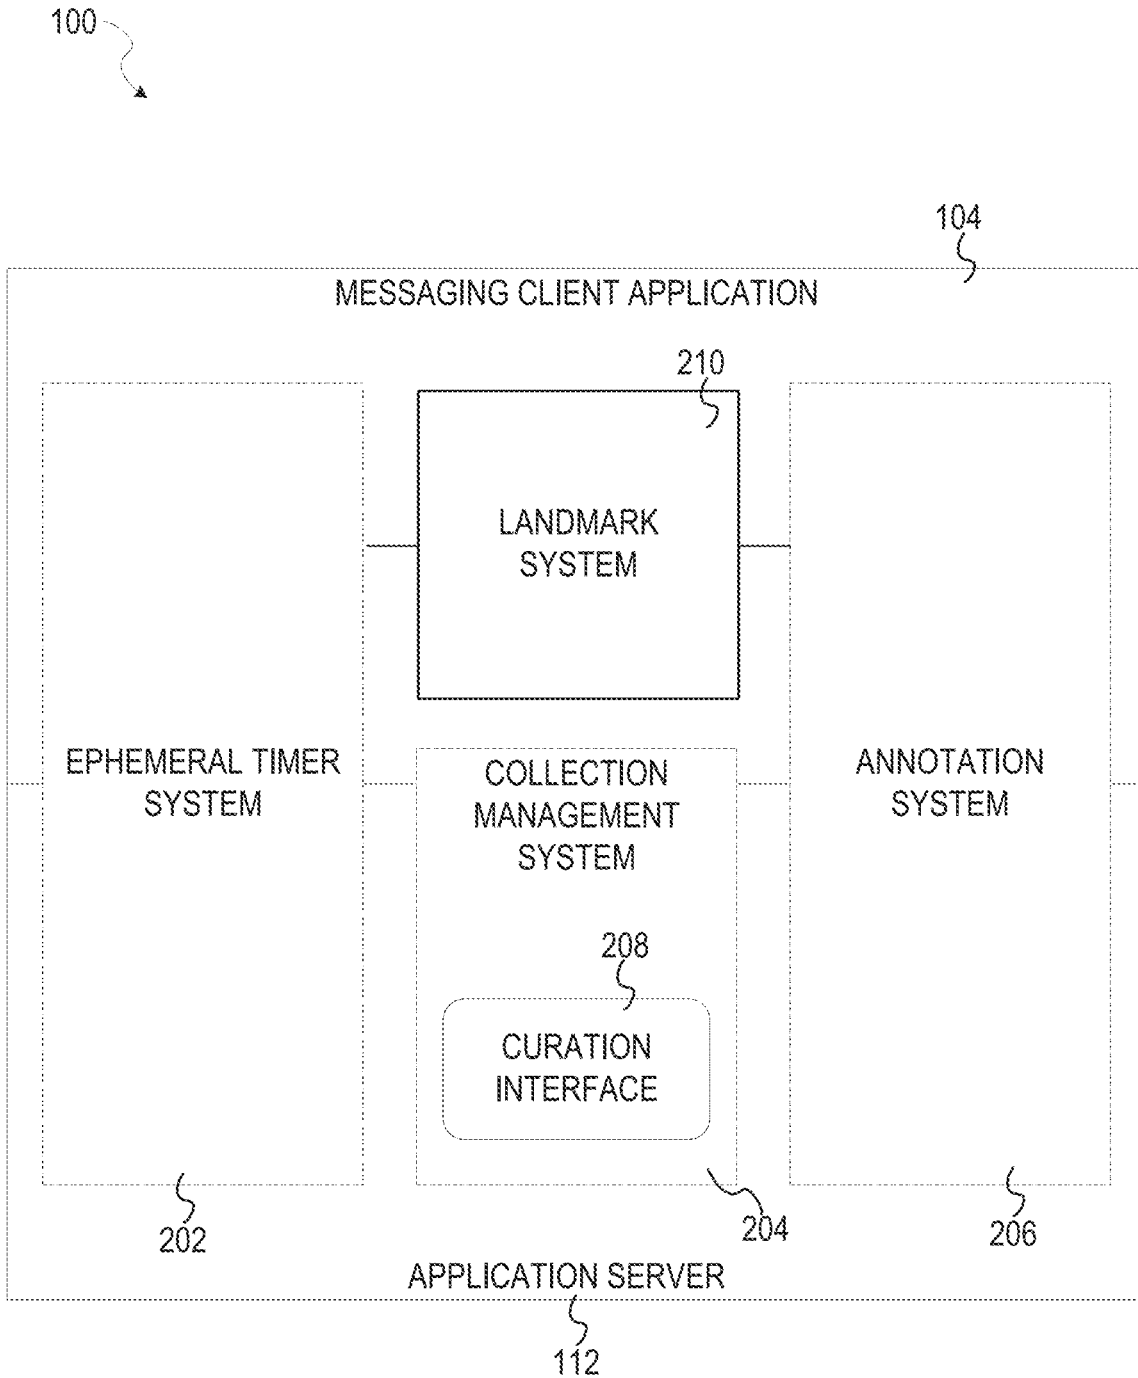 100
104
MESSAGING CLIENT APPLICATION
210
LANDMARK
SYSTEM
EPHEMERAL TIMER
SYSTEM
COLLECTION
MANAGEMENT
SYSTEM
ANNOTATION
SYSTEM
208
CURATION
INTERFACE
202
204
206
APPLICATION SERVER
112